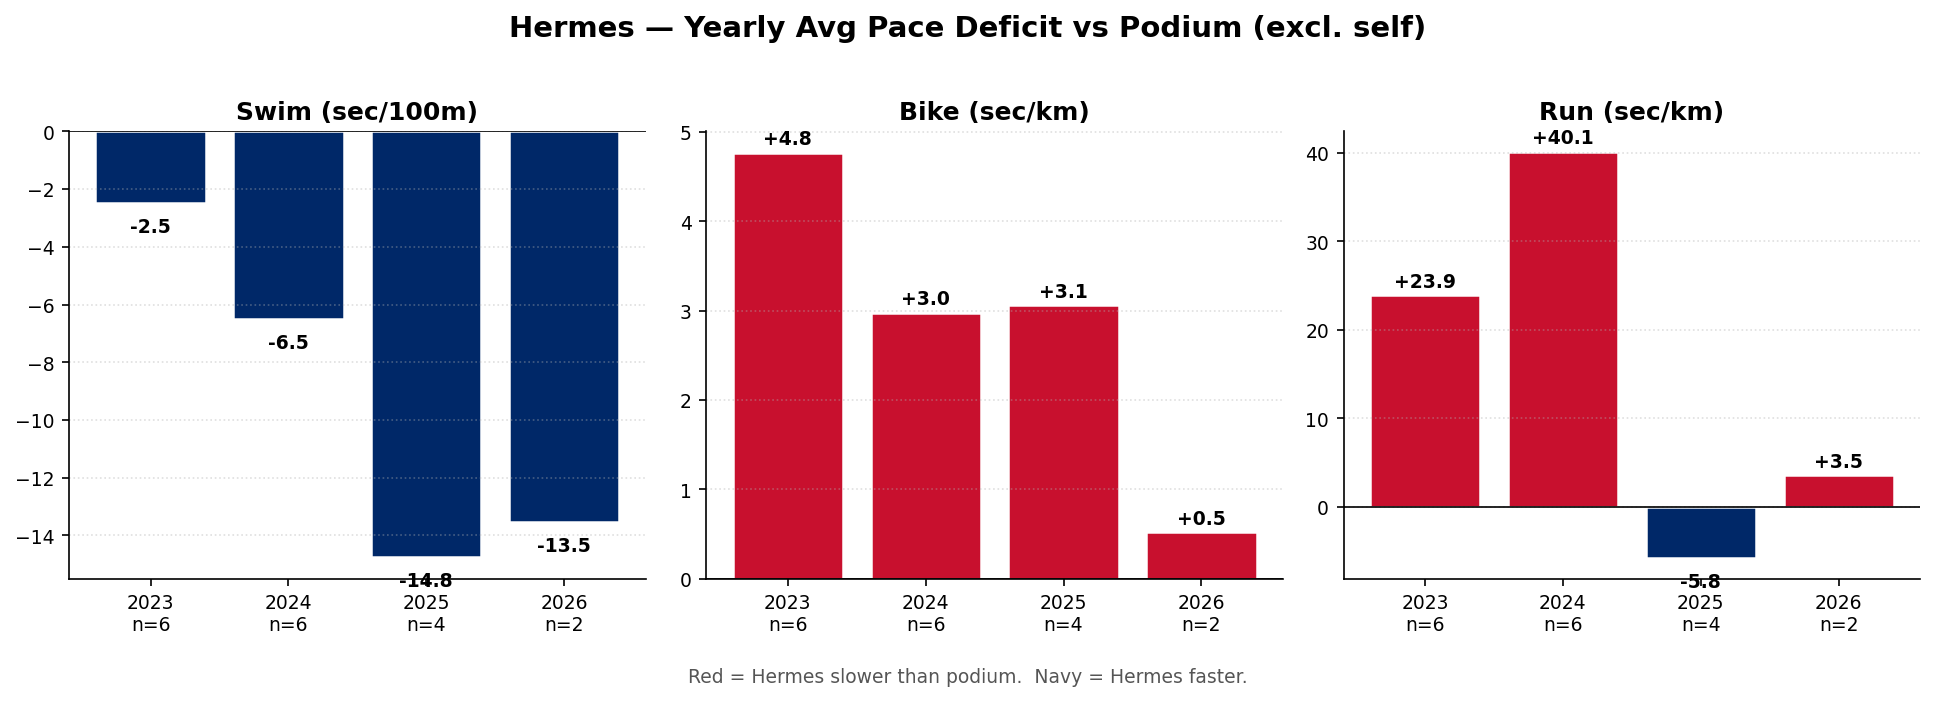 Hermes — Yearly Avg Pace Deficit vs Podium (excl. self)
Swim (sec/100m)
0
−2
−4
−6
−8
−10
−12
−14
-2.5
-6.5
-14.8
-13.5
2023
n=6
2024
n=6
2025
n=4
2026
n=2
Bike (sec/km)
5
4
3
2
1
0
+4.8
+3.0
+3.1
+0.5
2023
n=6
2024
n=6
2025
n=4
2026
n=2
Run (sec/km)
40
30
20
10
0
+23.9
+40.1
-5.8
+3.5
2023
n=6
2024
n=6
2025
n=4
2026
n=2
Red = Hermes slower than podium.  Navy = Hermes faster.